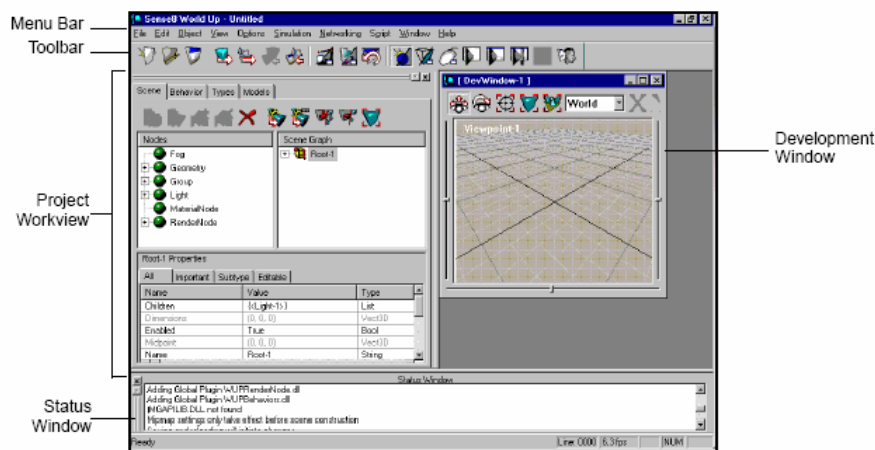 Menu Bar
Toolbar
Project
Workview
Status
Window
Development
Window
Sense8 World Up - Untitled
File Edit Object View Options Simulation Networking Script Window Help
Scene Behavior Types Models
Nodes
Fog
Geometry
Group
Light
MaterialNode
RenderNode
Scene Graph
Root-1
[ DevWindow-1 ]
World
Viewpoint-1
Root-1 Properties
All Important Subtype Editable
Name Value Type
Children {<Light-1>} List
Dimensions (0, 0, 0) Vect3D
Enabled True Bool
Midpoint (0, 0, 0) Vect3D
Name Root-1 String
Status Window
Adding Global Plugin WUPRenderNode.dll
Adding Global Plugin WUPBehaviors.dll
IMGAPILIB.DLL not found
Mipmap settings only take effect before scene construction
Ready
Line: 0000 6.3 fps NUM